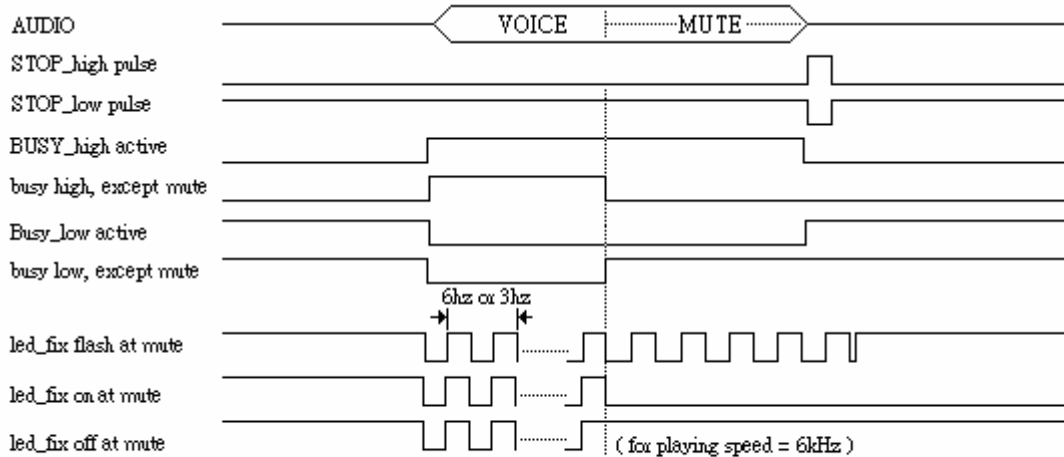 AUDIO
VOICE
MUTE
STOP_high pulse
STOP_low pulse
BUSY_high active
busy high, except mute
Busy_low active
busy low, except mute
6hz or 3hz
led_fix flash at mute
led_fix on at mute
led_fix off at mute
( for playing speed = 6kHz )